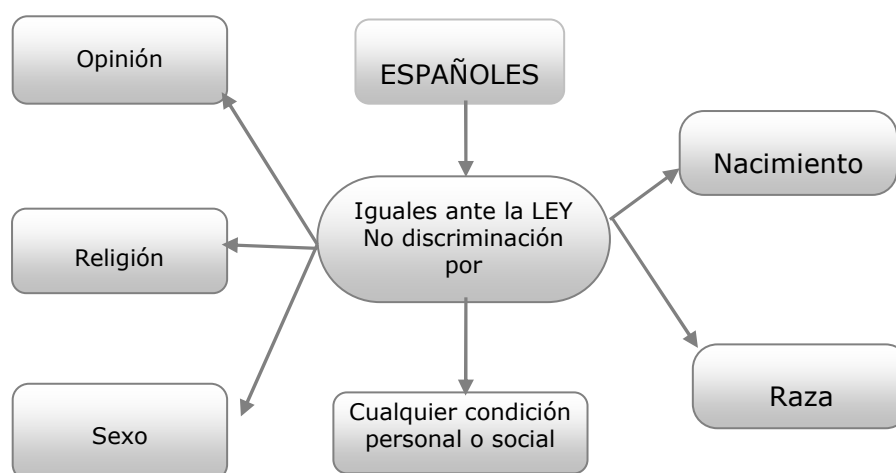 Opinión
ESPAÑOLES
Nacimiento
Iguales ante la LEY
No discriminación
por
Religión
Raza
Cualquier condición
personal o social
Sexo